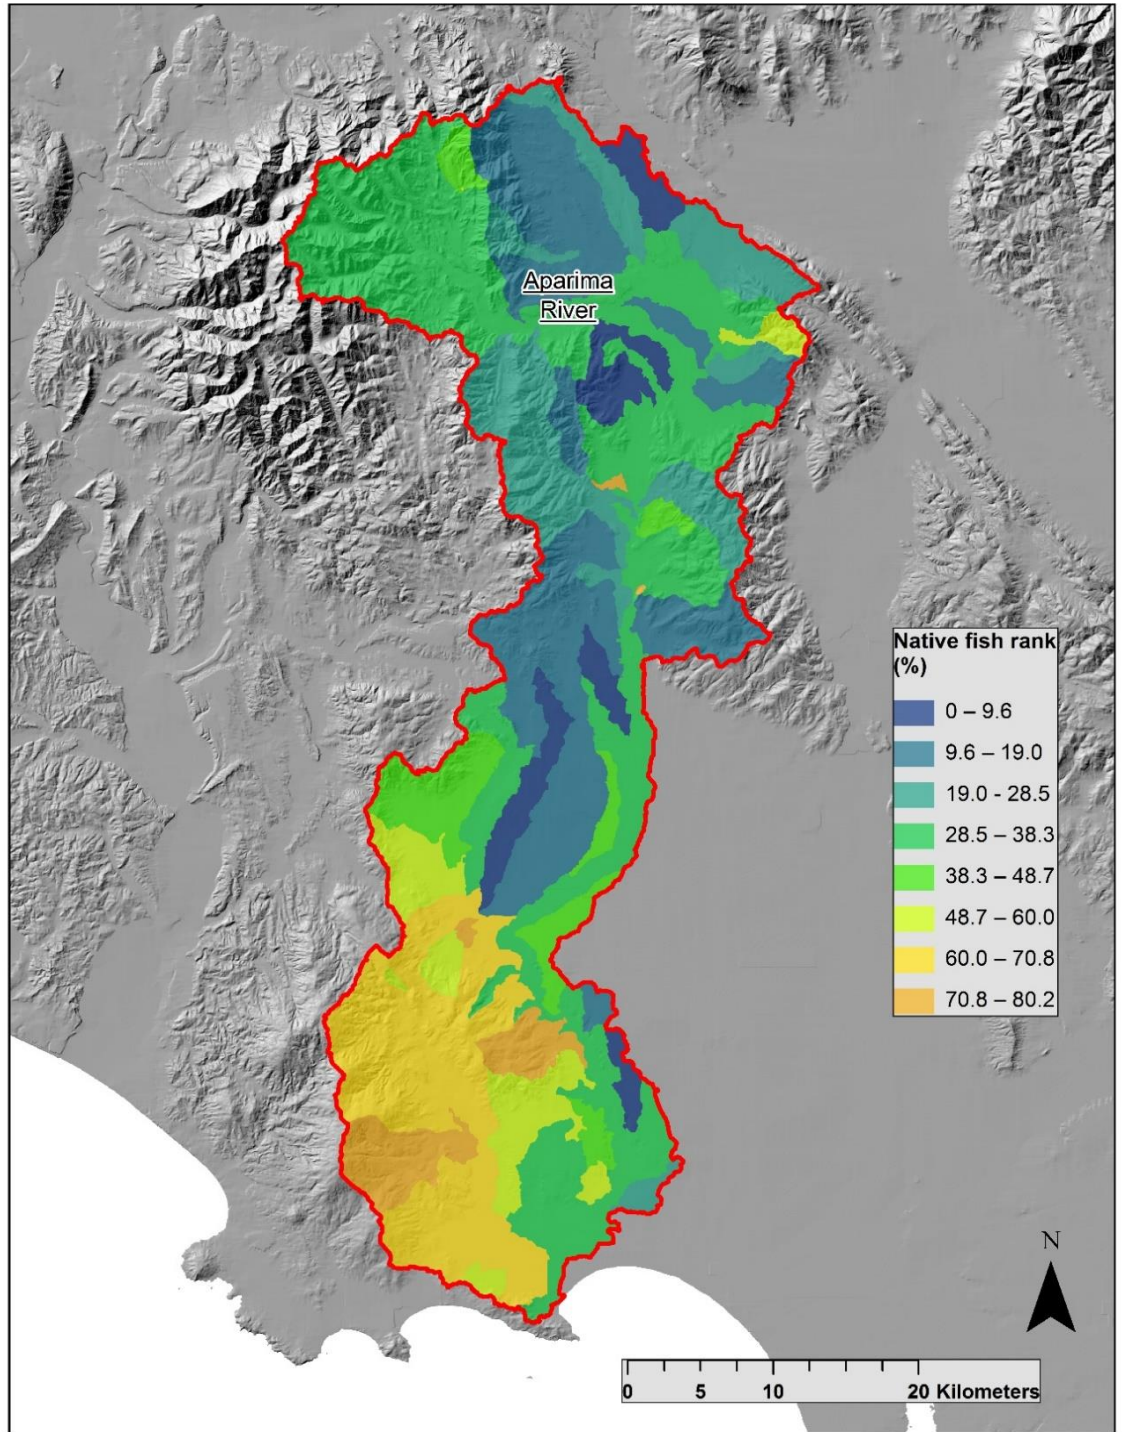 Aparima
River
Native fish rank
(%)
0 – 9.6
9.6 – 19.0
19.0 - 28.5
28.5 – 38.3
38.3 – 48.7
48.7 – 60.0
60.0 – 70.8
70.8 – 80.2
N
0 5 10 20 Kilometers